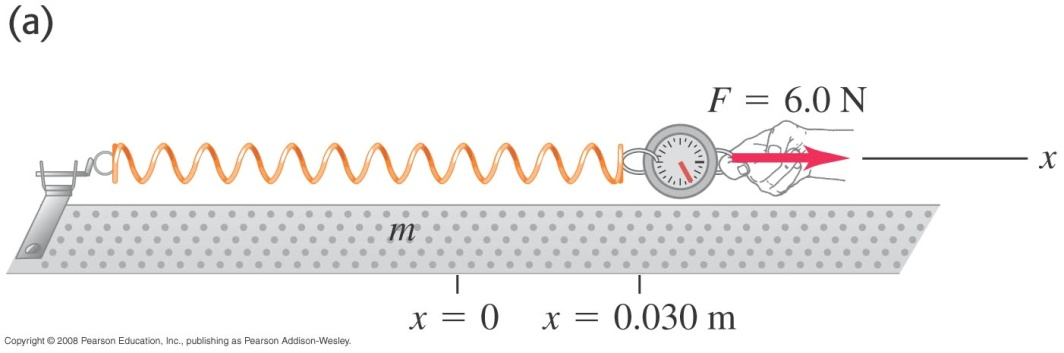 (a)
F = 6.0 N
x
m
x = 0 x = 0.030 m
Copyright © 2008 Pearson Education, Inc., publishing as Pearson Addison-Wesley.